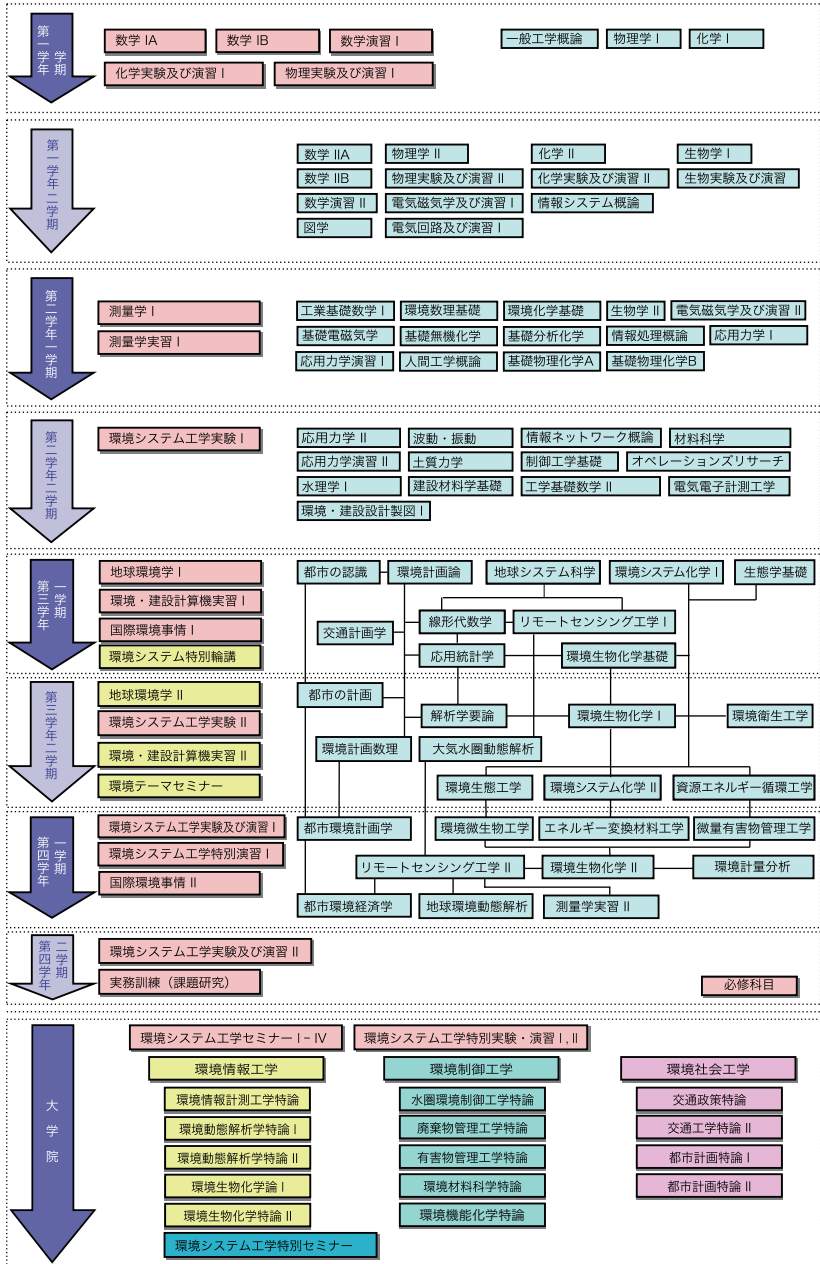 第一学年 一学期
数学 IA
数学 IB
数学演習 I
一般工学概論
物理学 I
化学 I
化学実験及び演習 I
物理実験及び演習 I
第一学年二学期
数学 IIA
物理学 II
化学 II
生物学 I
数学 IIB
物理実験及び演習 II
化学実験及び演習 II
生物実験及び演習
数学演習 II
電気磁気学及び演習 I
情報システム概論
図学
電気回路及び演習 I
第二学年一学期
測量学 I
測量学実習 I
工業基礎数学 I
環境数理基礎
環境化学基礎
生物学 II
電気磁気学及び演習 II
基礎電磁気学
基礎無機化学
基礎分析化学
情報処理概論
応用力学 I
応用力学演習 I
人間工学概論
基礎物理化学A
基礎物理化学B
第二学年二学期
環境システム工学実験 I
応用力学 II
波動・振動
情報ネットワーク概論
材料科学
応用力学演習 II
土質力学
制御工学基礎
オペレーションズリサーチ
水理学 I
建設材料学基礎
工学基礎数学 II
電気電子計測工学
環境・建設設計製図 I
第三学年 一学期
地球環境学 I
環境・建設計算機実習 I
国際環境事情 I
環境システム特別輪講
都市の認識
環境計画論
地球システム科学
環境システム化学 I
生態学基礎
交通計画学
線形代数学
リモートセンシング工学 I
応用統計学
環境生物化学基礎
第三学年二学期
地球環境学 II
環境システム工学実験 II
環境・建設計算機実習 II
環境テーマセミナー
都市の計画
解析学要論
環境生物化学 I
環境衛生工学
環境計画数理
大気水圏動態解析
環境生態工学
環境システム化学 II
資源エネルギー循環工学
第四学年 一学期
環境システム工学実験及び演習 I
環境システム工学特別演習 I
国際環境事情 II
都市環境計画学
環境微生物工学
エネルギー変換材料工学
微量有害物管理工学
リモートセンシング工学 II
環境生物化学 II
環境計量分析
都市環境経済学
地球環境動態解析
測量学実習 II
第四学年 二学期
環境システム工学実験及び演習 II
実務訓練（課題研究）
必修科目
大学院
環境システム工学セミナー I − IV
環境システム工学特別実験・演習 I , II
環境情報工学
環境制御工学
環境社会工学
環境情報計測工学特論
水圏環境制御工学特論
交通政策特論
環境動態解析学特論 I
廃棄物管理工学特論
交通工学特論 II
環境動態解析学特論 II
有害物管理工学特論
都市計画特論 I
環境生物化学論 I
環境材料科学特論
都市計画特論 II
環境生物化学特論 II
環境機能化学特論
環境システム工学特別セミナー